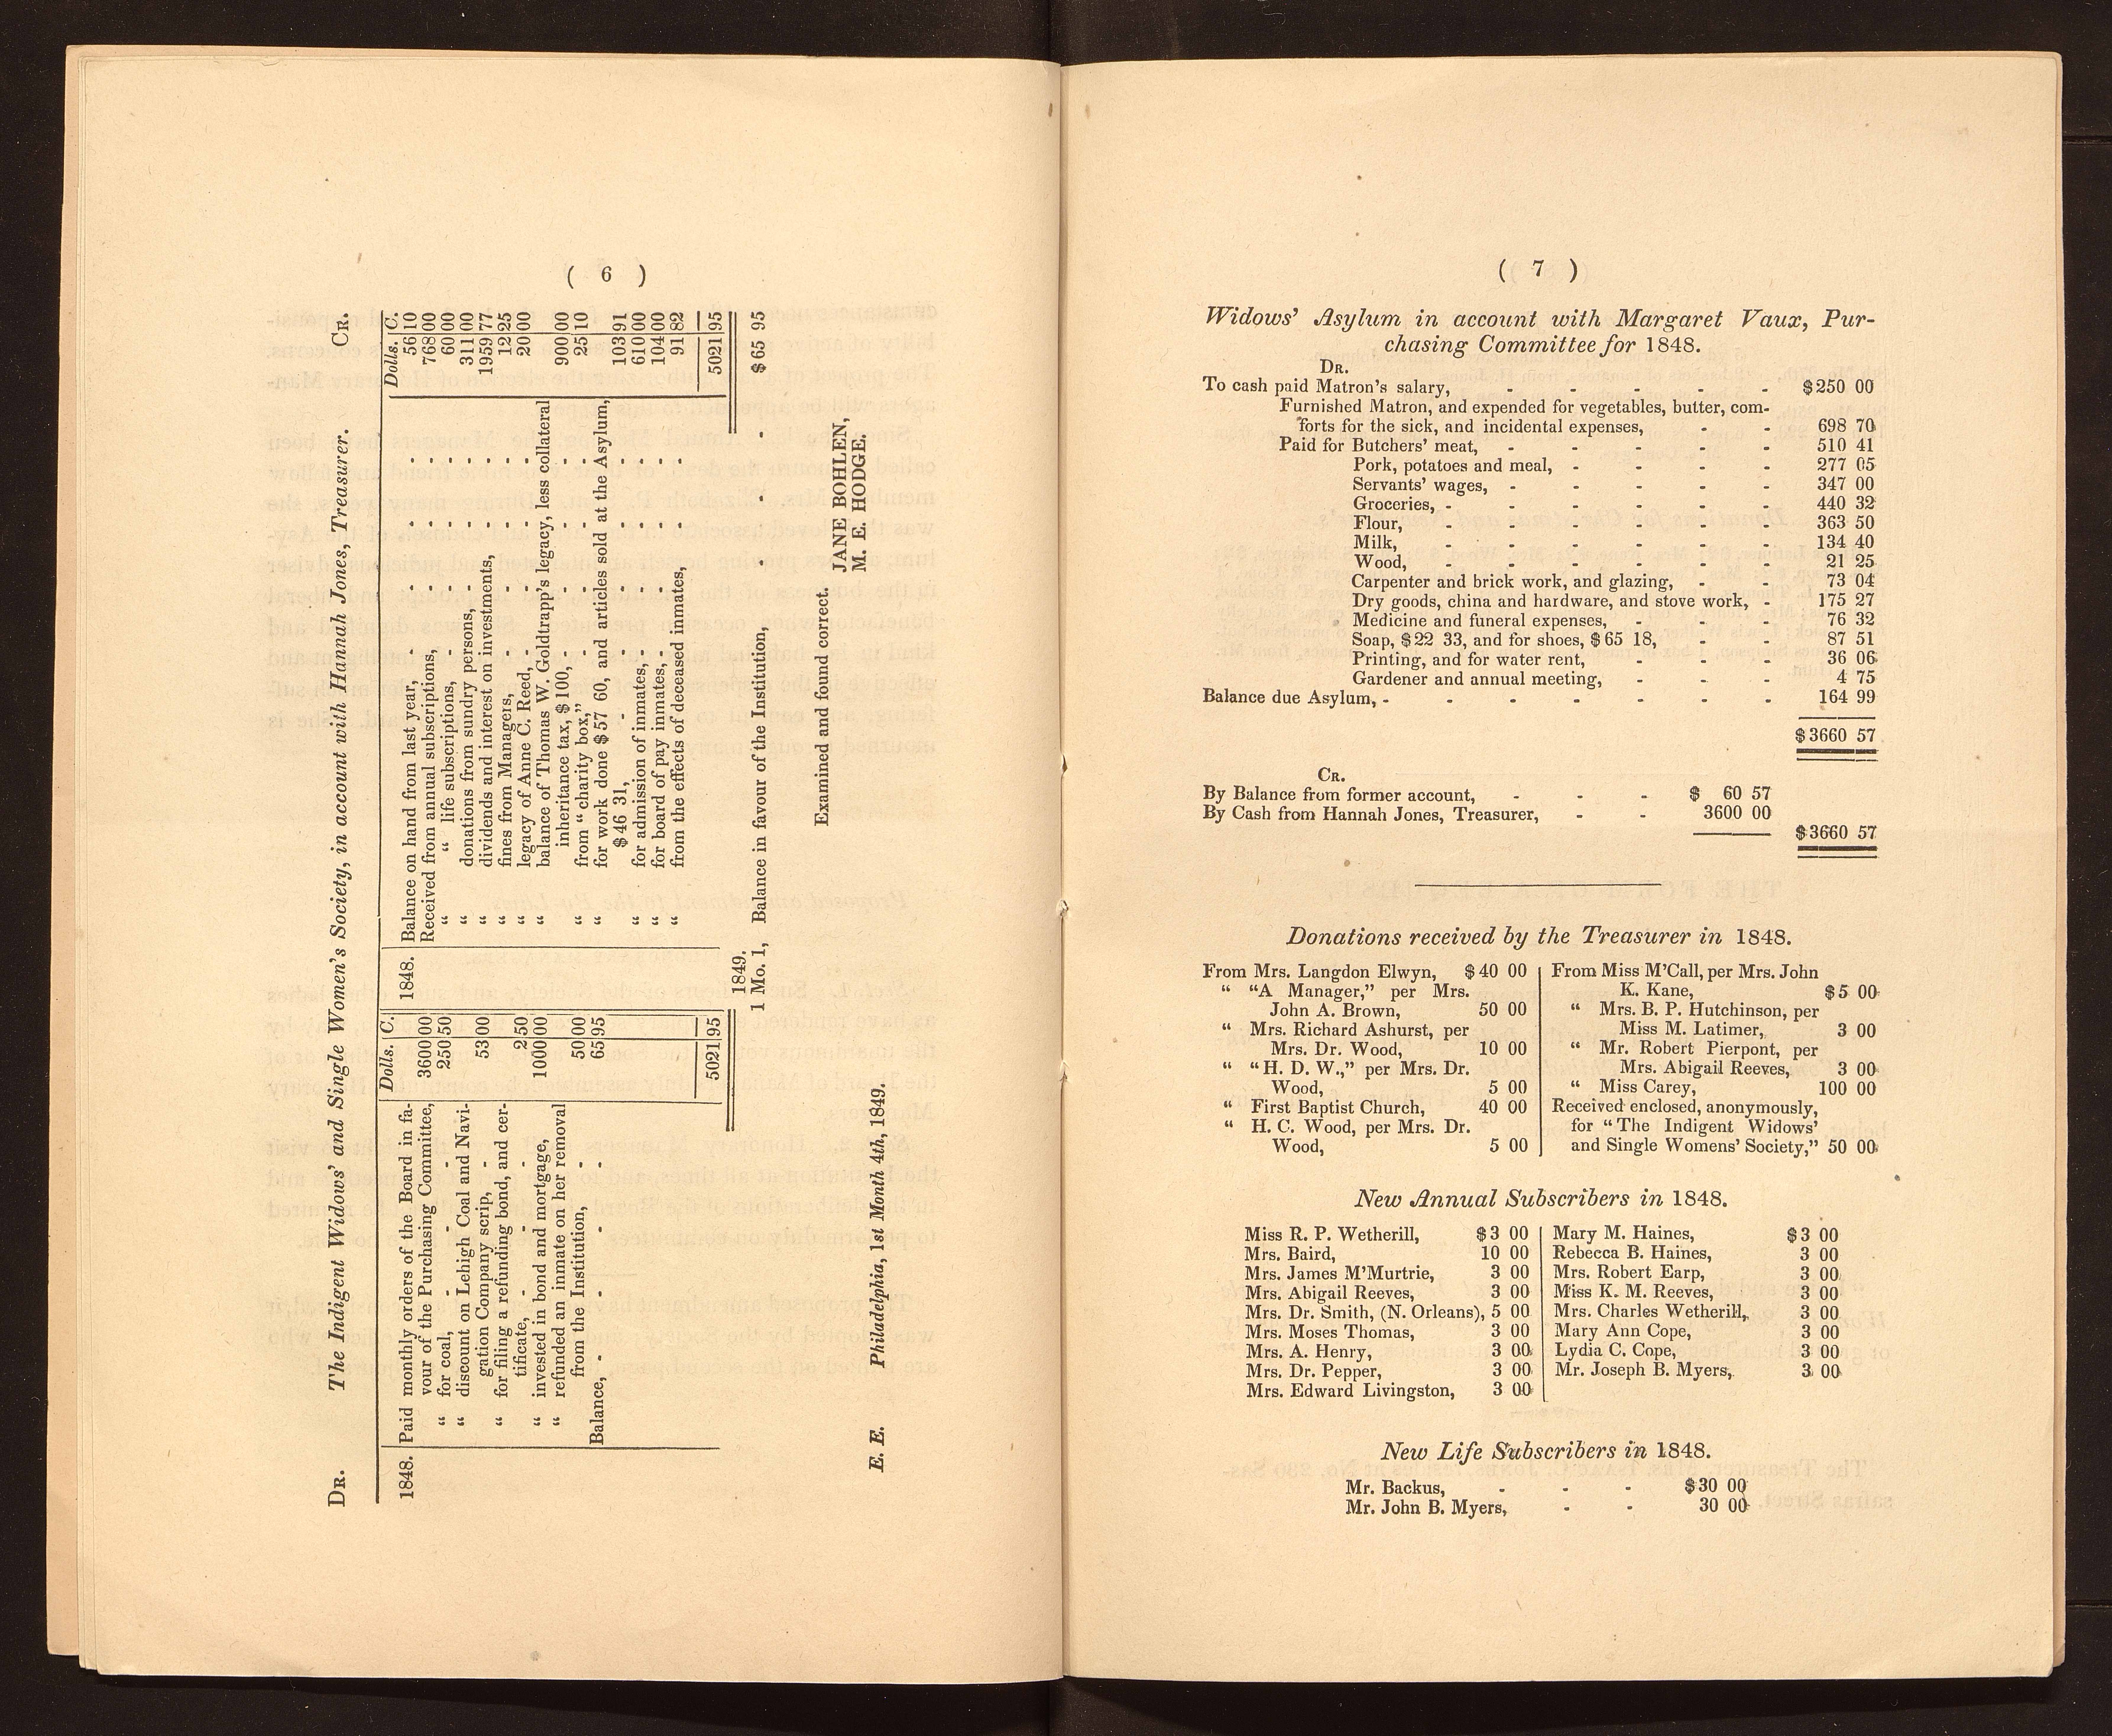 ( 6 )
DR. The Indigent Widows' and Single Women's Society, in account with Hannah Jones, Treasurer. CR.
Dolls. C.
1848. Paid monthly orders of the Board in fa-
vour of the Purchasing Committee, 3600 00
“ for coal, - - - - 250 50
“ discount on Lehigh Coal and Navi-
gation Company scrip, - - 53 00
“ for filing a refunding bond, and cer-
tificate, - - - 2 50
“ invested in bond and mortgage, 1000 00
“ refunded an inmate on her removal
from the Institution, - 50 00
Balance, - - - - 65 95
5021 95
Dolls. C.
1848. Balance on hand from last year, - - - - 56 10
Received from annual subscriptions, - - - 768 00
“ “ life subscriptions, - - - - 60 00
“ donations from sundry persons, - - - 311 00
“ dividends and interest on investments, - - 1959 77
“ fines from Managers, - - - 12 25
“ legacy of Anne C. Reed, - - - - 20 00
“ balance of Thomas W. Goldtrapp's legacy, less collateral
inheritance tax, $100, - - - - 900 00
“ from “charity box,” - - - 25 10
“ for work done $57 60, and articles sold at the Asylum,
$46 31, - - - - 103 91
“ for admission of inmates, - - - - 610 00
“ for board of pay inmates, - - - - 104 00
“ from the effects of deceased inmates, - - 91 82
5021 95
1849.
1 Mo. 1, Balance in favour of the Institution, - - - $65 95
Examined and found correct.
JANE BOHLEN,
M. E. HODGE.
E. E. Philadelphia, 1st Month 4th, 1849.
( 7 )
Widows' Asylum in account with Margaret Vaux, Pur-
chasing Committee for 1848.
DR.
To cash paid Matron's salary, - - - - - $250 00
Furnished Matron, and expended for vegetables, butter, com-
forts for the sick, and incidental expenses, - - 698 70
Paid for Butchers' meat, - - - - - 510 41
Pork, potatoes and meal, - - - - 277 05
Servants' wages, - - - - - 347 00
Groceries, - - - - - - 440 32
Flour, - - - - - - 363 50
Milk, - - - - - - 134 40
Wood, - - - - - - 21 25
Carpenter and brick work, and glazing, - - 73 04
Dry goods, china and hardware, and stove work, - 175 27
Medicine and funeral expenses, - - - 76 32
Soap, $22 33, and for shoes, $65 18, - - 87 51
Printing, and for water rent, - - - 36 06
Gardener and annual meeting, - - - 4 75
Balance due Asylum, - - - - - - - 164 99
$3660 57
CR.
By Balance from former account, - - - $ 60 57
By Cash from Hannah Jones, Treasurer, - - 3600 00
$3660 57
Donations received by the Treasurer in 1848.
From Mrs. Langdon Elwyn, $40 00
“ “A Manager,” per Mrs.
John A. Brown, 50 00
“ Mrs. Richard Ashurst, per
Mrs. Dr. Wood, 10 00
“ “H. D. W.,” per Mrs. Dr.
Wood, 5 00
“ First Baptist Church, 40 00
“ H. C. Wood, per Mrs. Dr.
Wood, 5 00
From Miss M'Call, per Mrs. John
K. Kane, $5 00
“ Mrs. B. P. Hutchinson, per
Miss M. Latimer, 3 00
“ Mr. Robert Pierpont, per
Mrs. Abigail Reeves, 3 00
“ Miss Carey, 100 00
Received enclosed, anonymously,
for “The Indigent Widows'
and Single Womens' Society,” 50 00
New Annual Subscribers in 1848.
Miss R. P. Wetherill, $3 00
Mrs. Baird, 10 00
Mrs. James M'Murtrie, 3 00
Mrs. Abigail Reeves, 3 00
Mrs. Dr. Smith, (N. Orleans), 5 00
Mrs. Moses Thomas, 3 00
Mrs. A. Henry, 3 00
Mrs. Dr. Pepper, 3 00
Mrs. Edward Livingston, 3 00
Mary M. Haines, $3 00
Rebecca B. Haines, 3 00
Mrs. Robert Earp, 3 00
Miss K. M. Reeves, 3 00
Mrs. Charles Wetherill, 3 00
Mary Ann Cope, 3 00
Lydia C. Cope, 3 00
Mr. Joseph B. Myers, 3 00
New Life Subscribers in 1848.
Mr. Backus, - - - $30 00
Mr. John B. Myers, - - 30 00